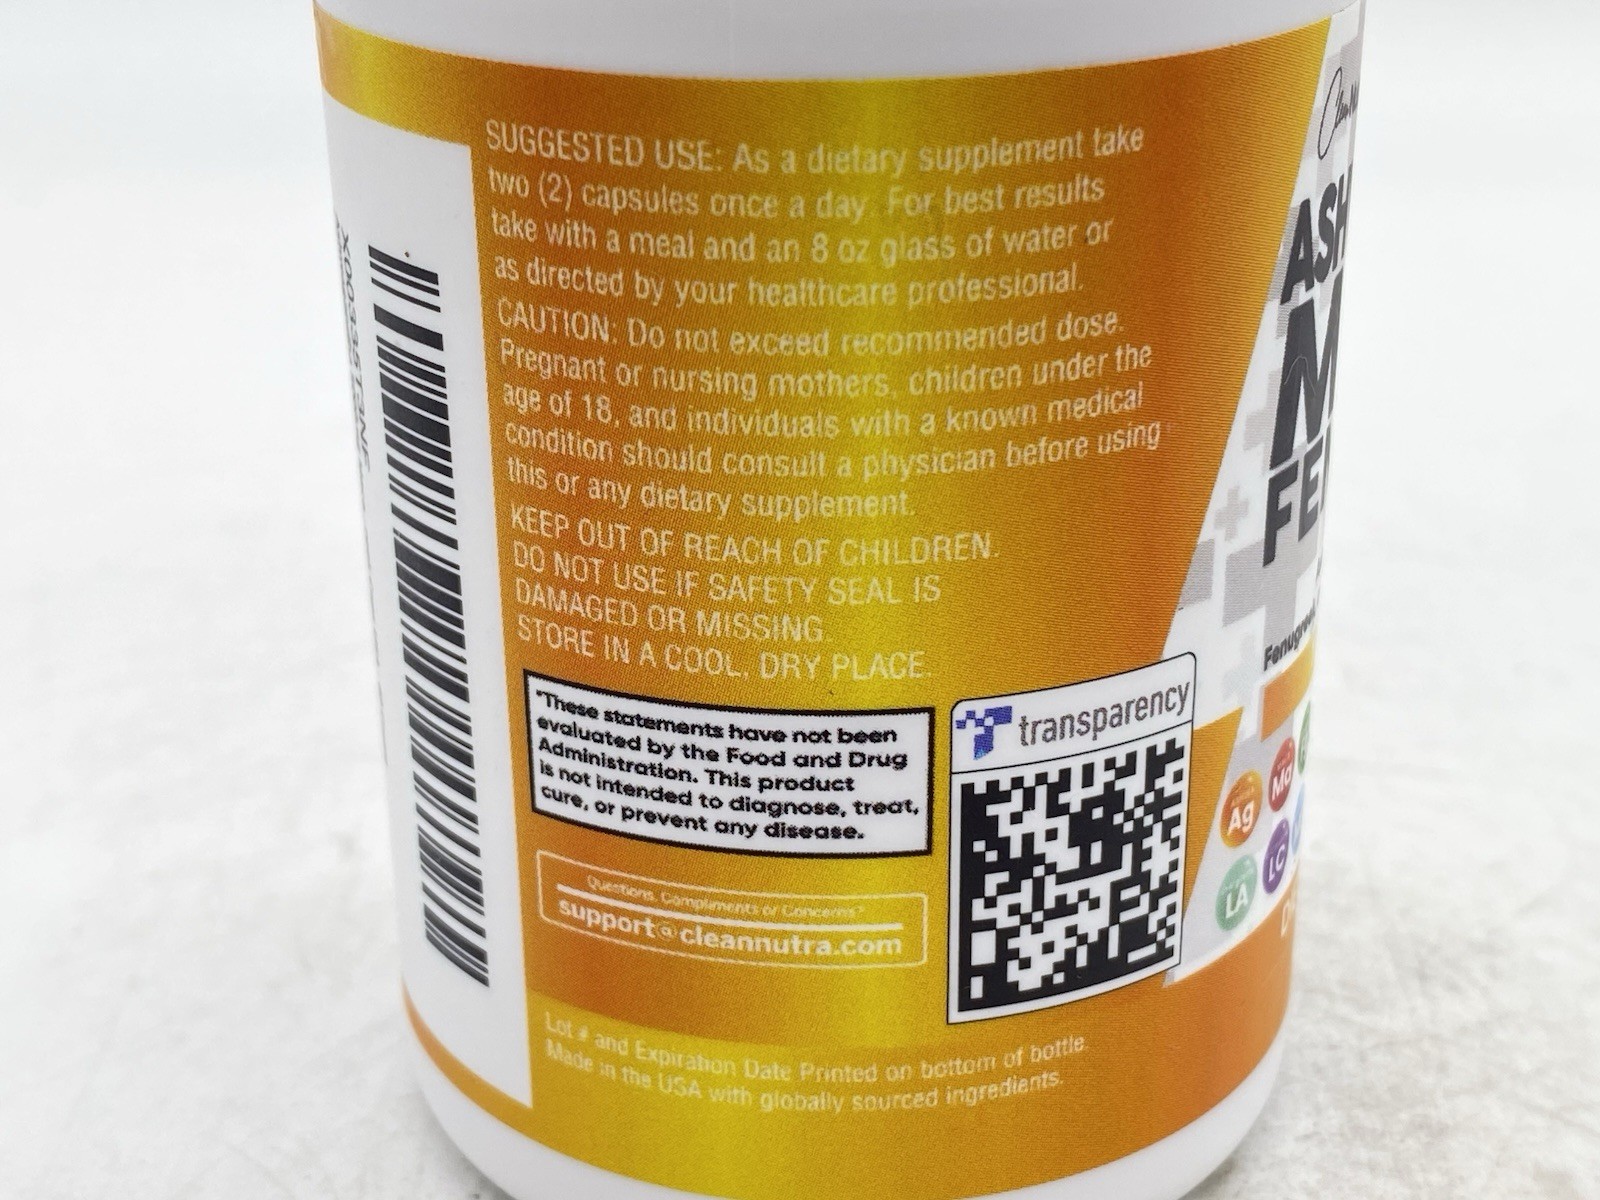 SUGGESTED USE: As a dietary supplement take
two (2) capsules once a day. For best results
take with a meal and an 8 oz glass of water or
as directed by your healthcare professional.
CAUTION: Do not exceed recommended dose.
Pregnant or nursing mothers, children under the
age of 18, and individuals with a known medical
condition should consult a physician before using
this or any dietary supplement.
KEEP OUT OF REACH OF CHILDREN.
DO NOT USE IF SAFETY SEAL IS
DAMAGED OR MISSING.
STORE IN A COOL, DRY PLACE.
*These statements have not been
evaluated by the Food and Drug
Administration. This product
is not intended to diagnose, treat,
cure, or prevent any disease.
transparency
Questions, Compliments or Concerns*
support@cleannutra.com
Lot # and Expiration Date Printed on bottom of bottle.
Made in the USA with globally sourced ingredients.
ASH
M
FE
Fenugreek
Ag
Mo
LA
LC